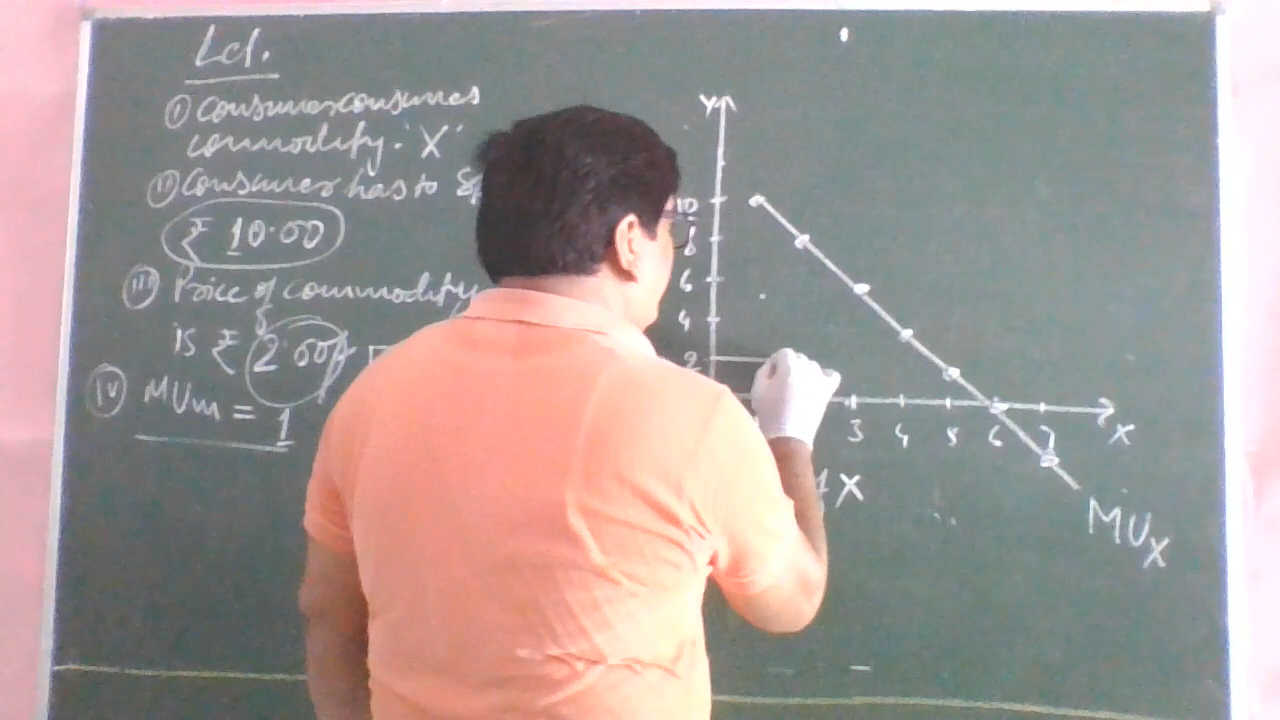 Let.
(I) Consumer consumes
commodity. 'X'
(II) Consumer has to
₹ 10.00
(III) Price of commodity
is ₹ 2.00
(IV) MUm = 1
Y
10
8
6
4
2
3 4 5 6 7 X
X
MUx